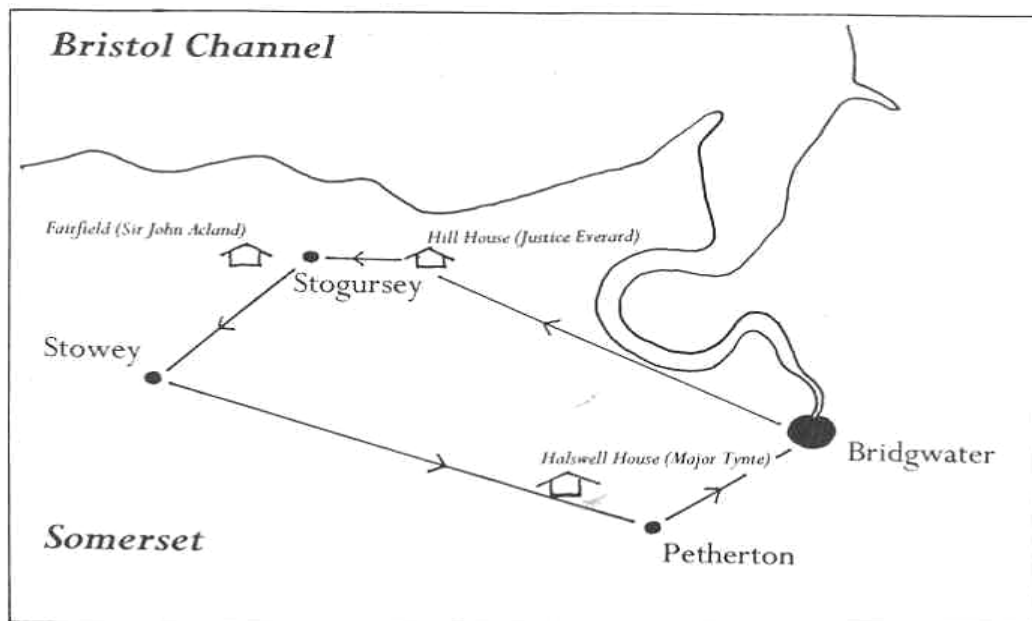 Bristol Channel
Fairfield (Sir John Acland)
Hill House (Justice Everard)
Stogursey
Stowey
Halswell House (Major Tynte)
Bridgwater
Somerset
Petherton